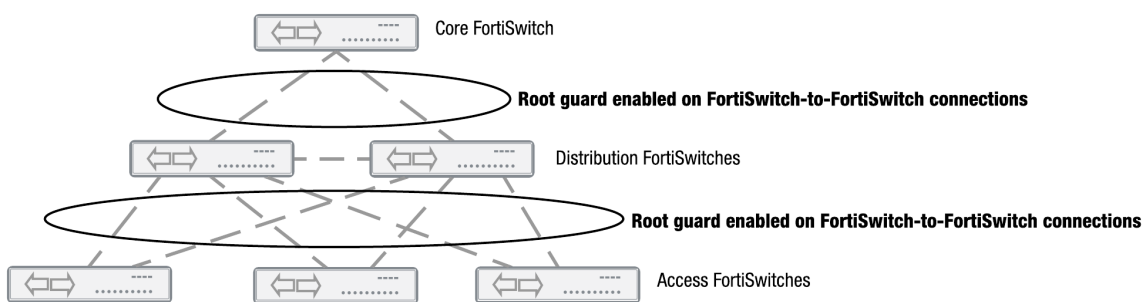 Core FortiSwitch
Root guard enabled on FortiSwitch-to-FortiSwitch connections
Distribution FortiSwitches
Root guard enabled on FortiSwitch-to-FortiSwitch connections
Access FortiSwitches